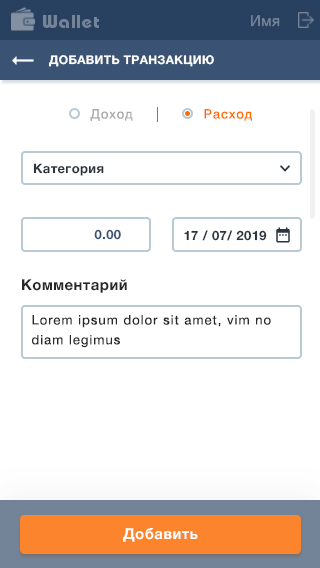 Wallet
Имя
ДОБАВИТЬ ТРАНЗАКЦИЮ
Доход
Расход
Категория
0.00
17 / 07/ 2019
Комментарий
Lorem ipsum dolor sit amet, vim no
diam legimus
Добавить